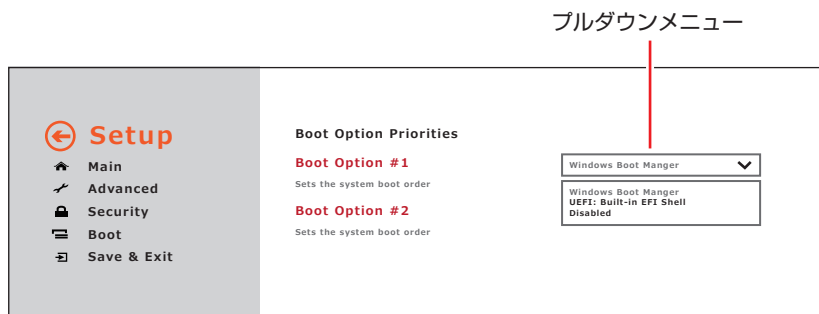 プルダウンメニュー
Setup
Main
Advanced
Security
Boot
Save & Exit
Boot Option Priorities
Boot Option #1
Sets the system boot order
Boot Option #2
Sets the system boot order
Windows Boot Manger
Windows Boot Manger
UEFI: Built-in EFI Shell
Disabled